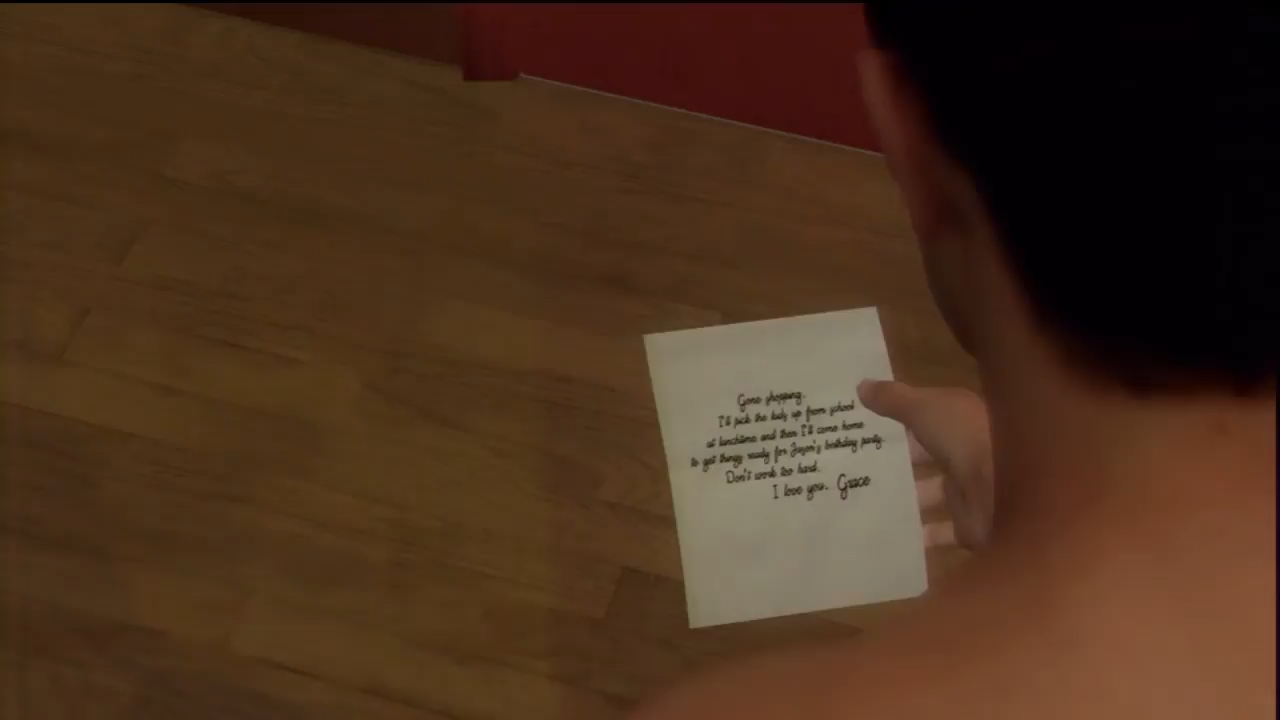 Gone shopping.
I'll pick the kids up from school
at lunchtime and then I'll come home
to get things ready for Jason's birthday party.
Don't work too hard.
I love you. Grace